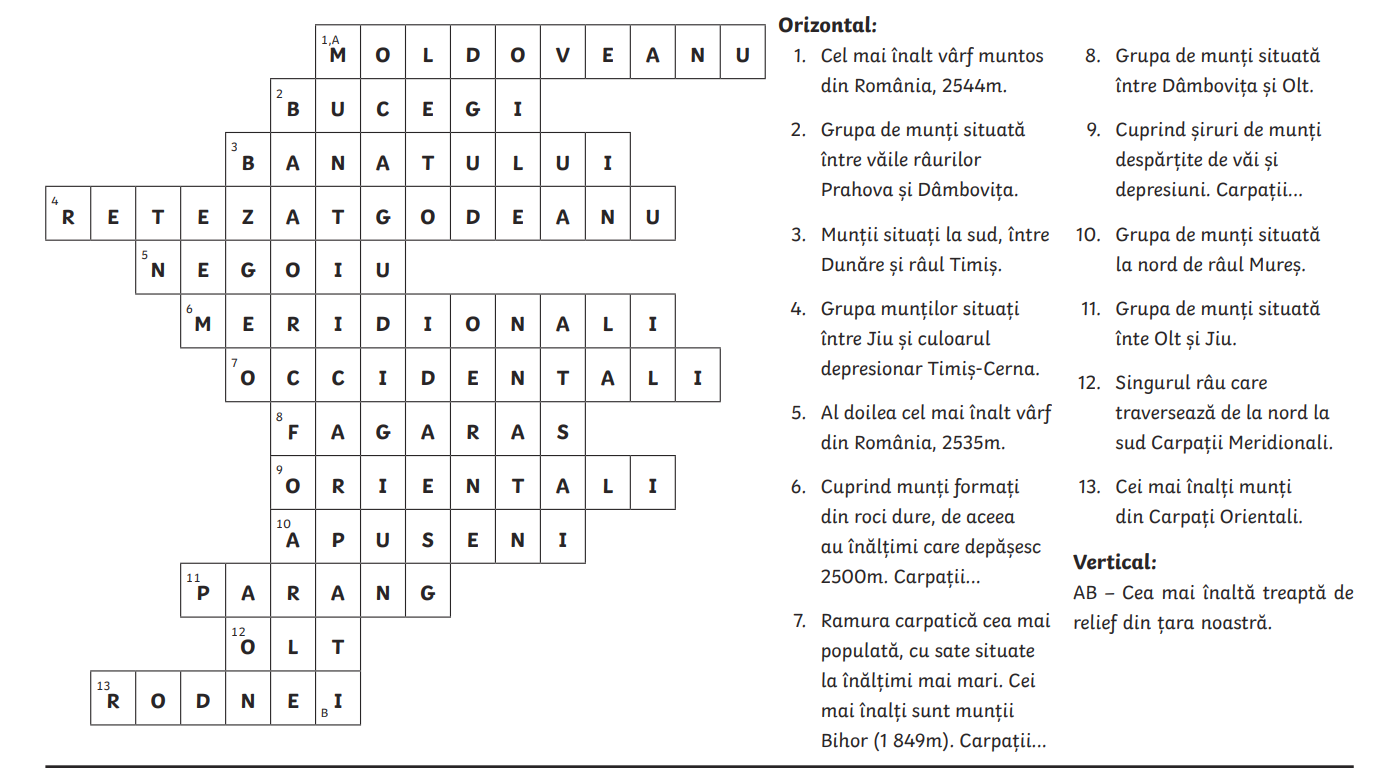 1,A M O L D O V E A N U
2 B U C E G I
3 B A N A T U L U I
4 R E T E Z A T G O D E A N U
5 N E G O I U
6 M E R I D I O N A L I
7 O C C I D E N T A L I
8 F A G A R A S
9 O R I E N T A L I
10 A P U S E N I
11 P A R A N G
12 O L T
13 R O D N E B I
Orizontal:
1. Cel mai înalt vârf muntos
din România, 2544m.
2. Grupa de munți situată
între văile râurilor
Prahova și Dâmbovița.
3. Munții situați la sud, între
Dunăre și râul Timiș.
4. Grupa munților situați
între Jiu și culoarul
depresionar Timiș-Cerna.
5. Al doilea cel mai înalt vârf
din România, 2535m.
6. Cuprind munți formați
din roci dure, de aceea
au înălțimi care depășesc
2500m. Carpații...
7. Ramura carpatică cea mai
populată, cu sate situate
la înălțimi mai mari. Cei
mai înalți sunt munții
Bihor (1 849m). Carpații...
8. Grupa de munți situată
între Dâmbovița și Olt.
9. Cuprind șiruri de munți
despărțite de văi și
depresiuni. Carpații...
10. Grupa de munți situată
la nord de râul Mureș.
11. Grupa de munți situată
înte Olt și Jiu.
12. Singurul râu care
traversează de la nord la
sud Carpații Meridionali.
13. Cei mai înalți munți
din Carpați Orientali.
Vertical:
AB – Cea mai înaltă treaptă de
relief din țara noastră.